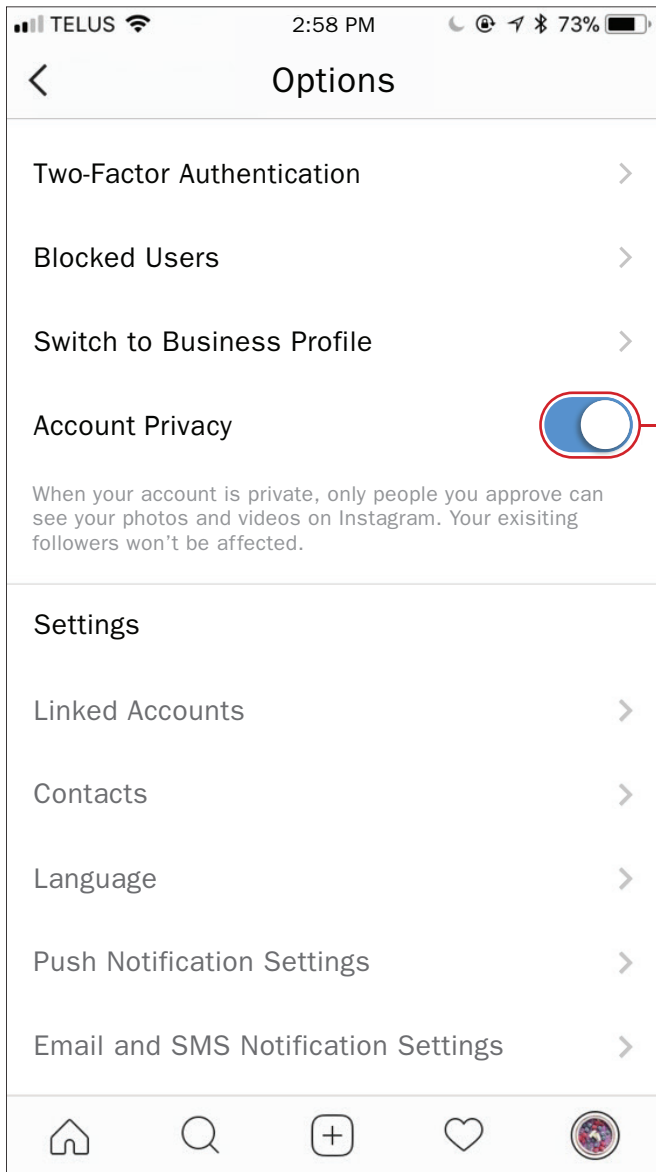 TELUS 2:58 PM 73%
Options
Two-Factor Authentication
Blocked Users
Switch to Business Profile
Account Privacy
When your account is private, only people you approve can
see your photos and videos on Instagram. Your exisiting
followers won't be affected.
Settings
Linked Accounts
Contacts
Language
Push Notification Settings
Email and SMS Notification Settings